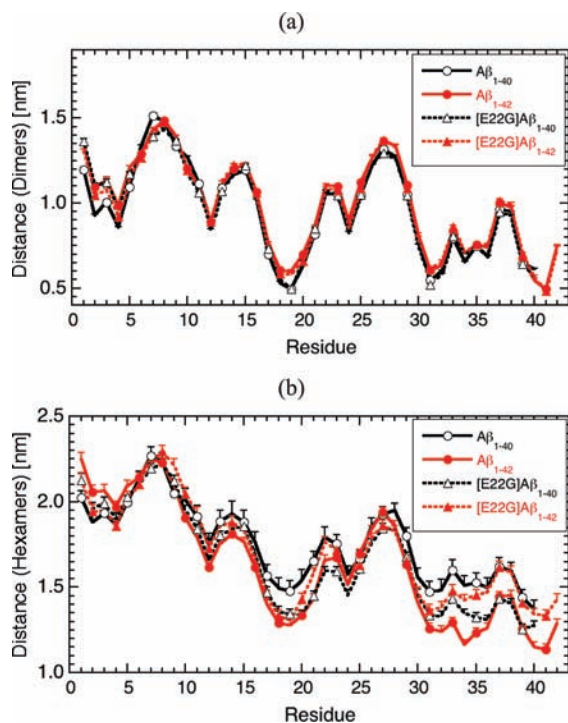 (a)
Distance (Dimers) [nm]
1.5
1.0
0.5
Aβ1-40
Aβ1-42
[E22G]Aβ1-40
[E22G]Aβ1-42
0 5 10 15 20 25 30 35 40
Residue
(b)
Distance (Hexamers) [nm]
2.5
2.0
1.5
1.0
Aβ1-40
Aβ1-42
[E22G]Aβ1-40
[E22G]Aβ1-42
0 5 10 15 20 25 30 35 40
Residue